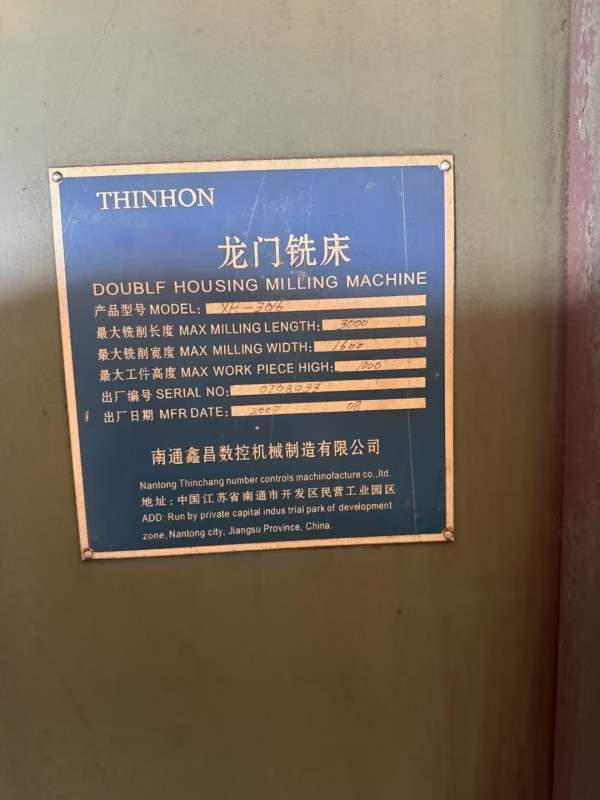 THINHON
龙门铣床
DOUBLF HOUSING MILLING MACHINE
产品型号 MODEL: XH-3016
最大铣削长度 MAX MILLING LENGTH: 3000
最大铣削宽度 MAX MILLING WIDTH: 1600
最大工件高度 MAX WORK PIECE HIGH: 1000
出厂编号 SERIAL NO: 0708033
出厂日期 MFR DATE: 2007 08
南通鑫昌数控机械制造有限公司
Nantong Thinchang number controls machinofacture co.,ltd.
地址: 中国江苏省南通市开发区民营工业园区
ADD: Run by private capital indus trial park of development
zone, Nantong city, Jiangsu Province, China.